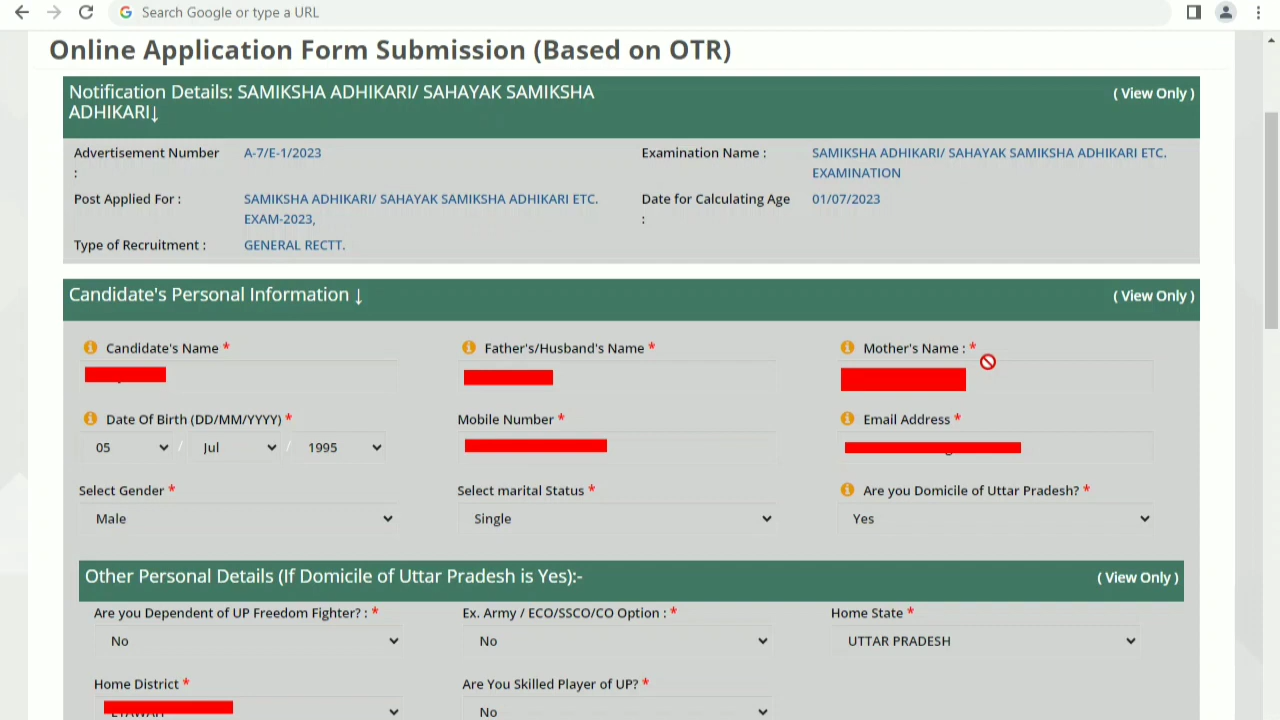 Search Google or type a URL
Online Application Form Submission (Based on OTR)
Notification Details: SAMIKSHA ADHIKARI/ SAHAYAK SAMIKSHA ADHIKARI↓ ( View Only )
Advertisement Number : A-7/E-1/2023 Examination Name : SAMIKSHA ADHIKARI/ SAHAYAK SAMIKSHA ADHIKARI ETC. EXAMINATION
Post Applied For : SAMIKSHA ADHIKARI/ SAHAYAK SAMIKSHA ADHIKARI ETC. EXAM-2023, Date for Calculating Age : 01/07/2023
Type of Recruitment : GENERAL RECTT.
Candidate's Personal Information ↓ ( View Only )
Candidate's Name * Father's/Husband's Name * Mother's Name : *
Date Of Birth (DD/MM/YYYY) * Mobile Number * Email Address *
05 / Jul / 1995
Select Gender * Select marital Status * Are you Domicile of Uttar Pradesh? *
Male Single Yes
Other Personal Details (If Domicile of Uttar Pradesh is Yes):- ( View Only )
Are you Dependent of UP Freedom Fighter? : * Ex. Army / ECO/SSCO/CO Option : * Home State *
No No UTTAR PRADESH
Home District * Are You Skilled Player of UP? *
No